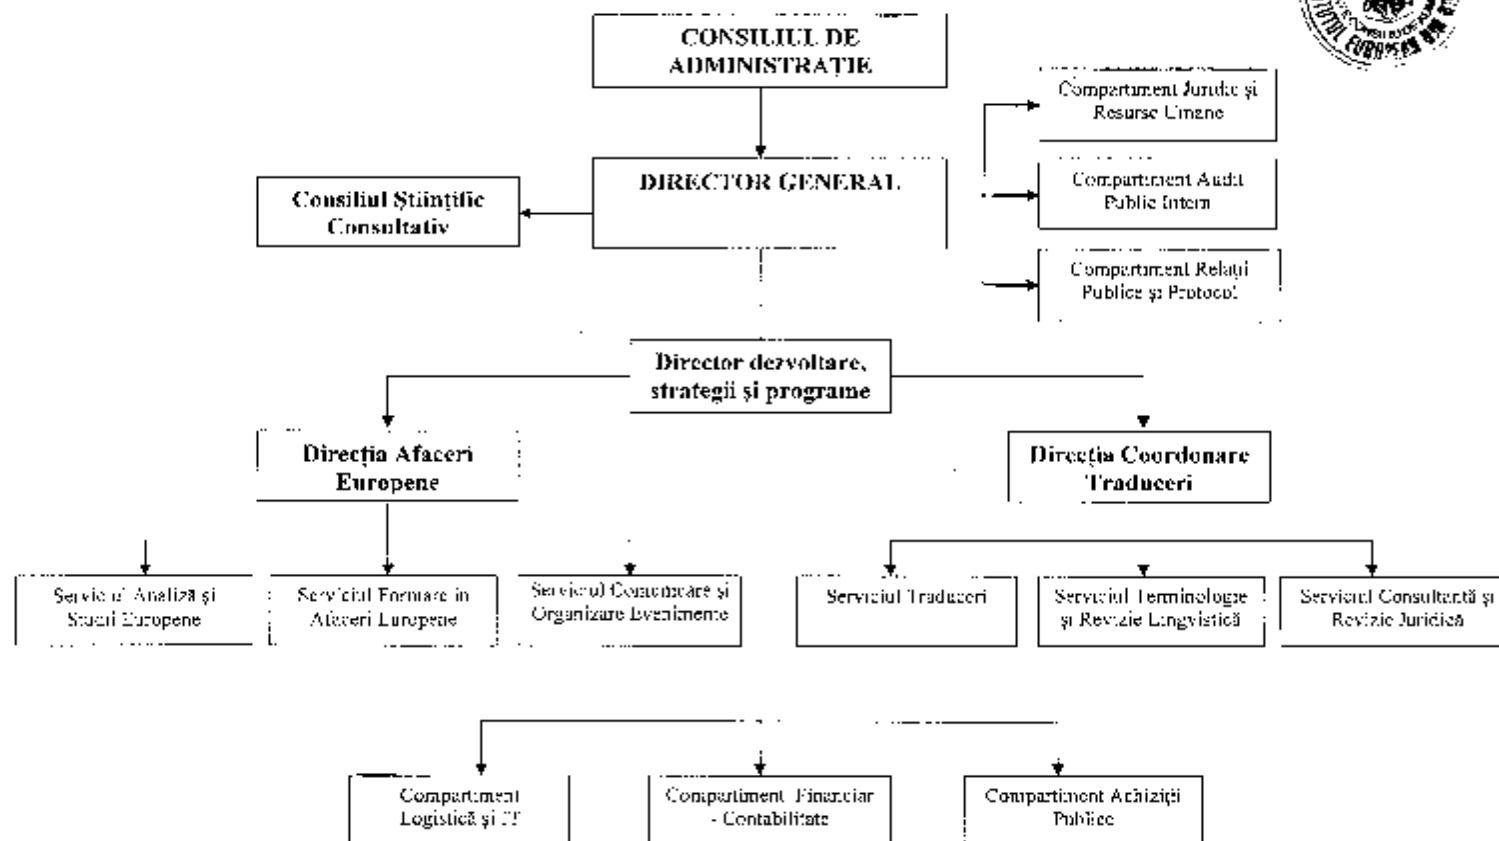 CONSILIUL DE
ADMINISTRAȚIE
Compartiment Juridic și
Resurse Umane
DIRECTOR GENERAL
Compartiment Audit
Public Intern
Consiliul Științific
Consultativ
Compartiment Relații
Publice și Protocol
Director dezvoltare,
strategii și programe
Direcția Afaceri
Europene
Direcția Coordonare
Traduceri
Serviciul Analiză și
Studii Europene
Serviciul Formare în
Afaceri Europene
Serviciul Comunicare și
Organizare Evenimente
Serviciul Traduceri
Serviciul Terminologie
și Revizie Lingvistică
Serviciul Consultanță și
Revizie Juridică
Compartiment
Logistică și IT
Compartiment Financiar
- Contabilitate
Compartiment Achiziții
Publice